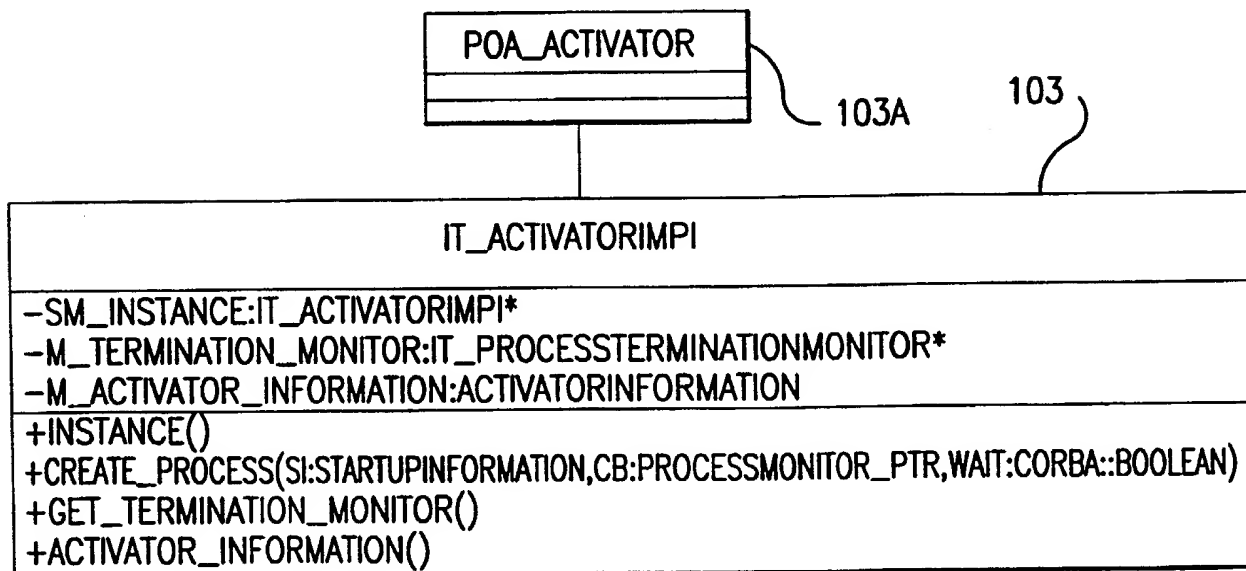 POA_ACTIVATOR
103A
103
IT_ACTIVATORIMPI
-SM_INSTANCE:IT_ACTIVATORIMPI*
-M_TERMINATION_MONITOR:IT_PROCESSTERMINATIONMONITOR*
-M_ACTIVATOR_INFORMATION:ACTIVATORINFORMATION
+INSTANCE()
+CREATE_PROCESS(SI:STARTUPINFORMATION,CB:PROCESSMONITOR_PTR,WAIT:CORBA::BOOLEAN)
+GET_TERMINATION_MONITOR()
+ACTIVATOR_INFORMATION()